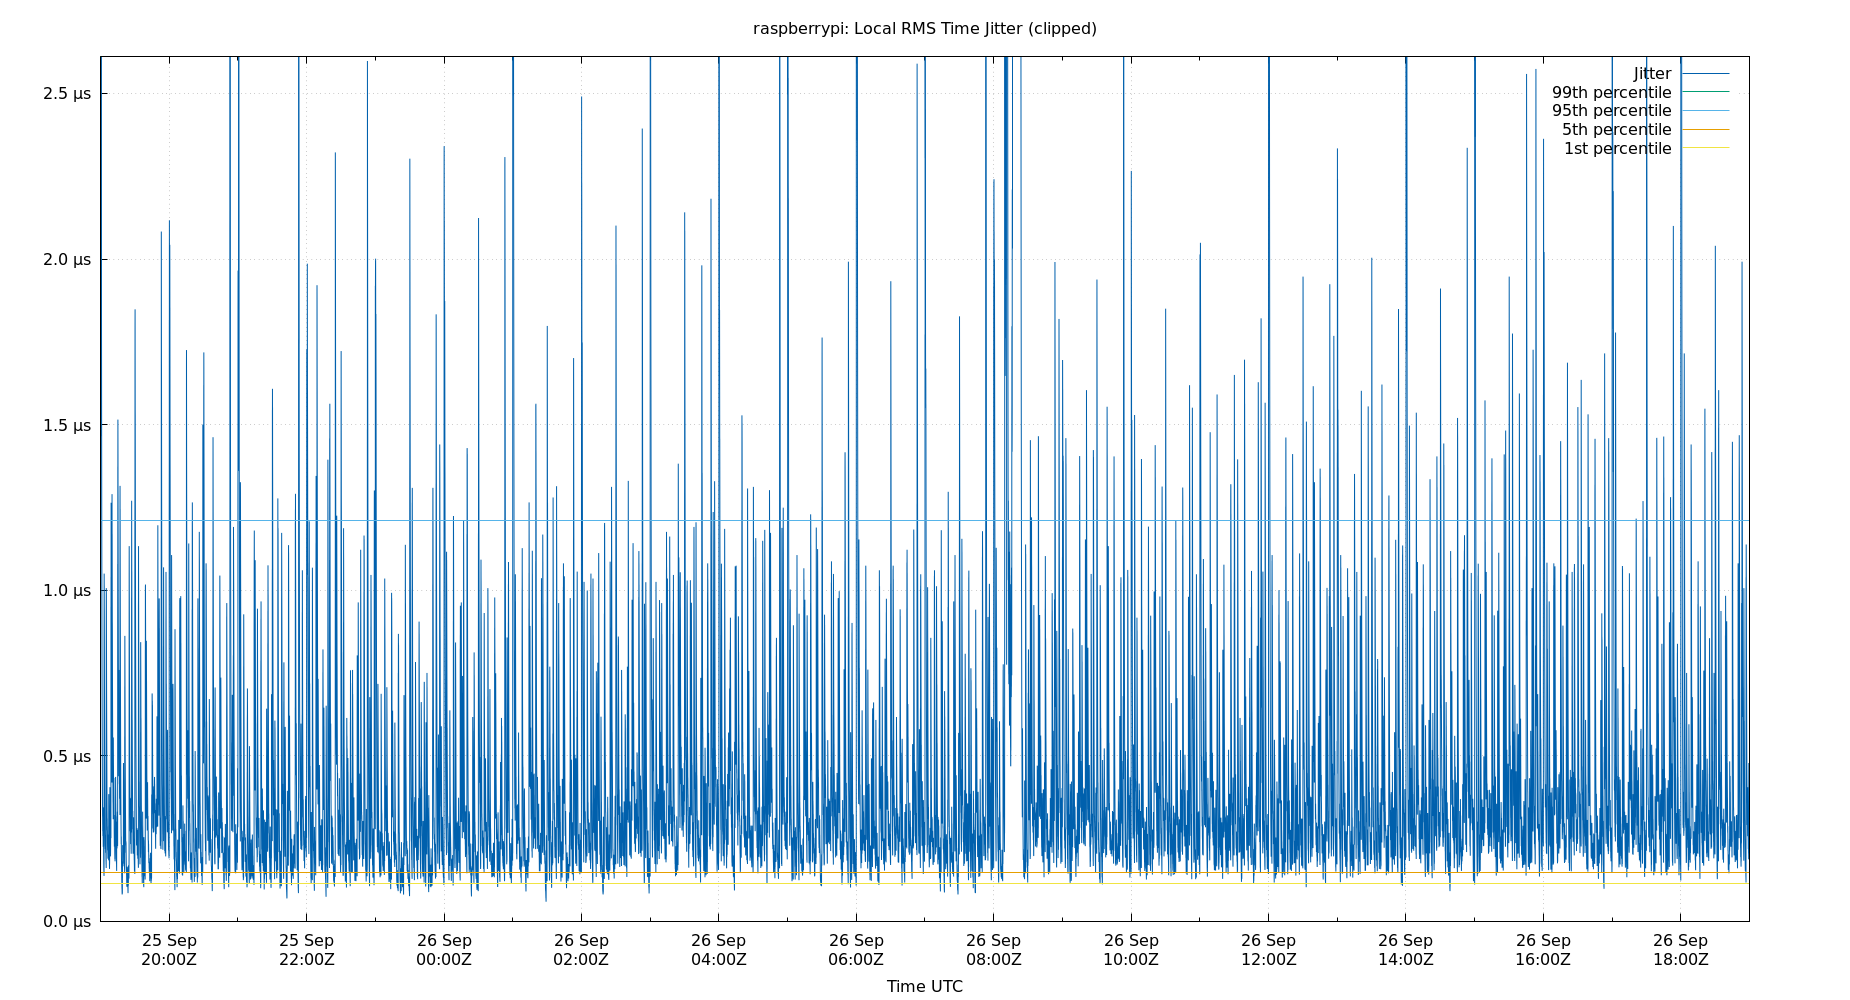 raspberrypi: Local RMS Time Jitter (clipped)
Jitter
99th percentile
95th percentile
5th percentile
1st percentile
2.5 µs
2.0 µs
1.5 µs
1.0 µs
0.5 µs
0.0 µs
25 Sep 25 Sep 26 Sep 26 Sep 26 Sep 26 Sep 26 Sep 26 Sep 26 Sep 26 Sep 26 Sep 26 Sep
20:00Z 22:00Z 00:00Z 02:00Z 04:00Z 06:00Z 08:00Z 10:00Z 12:00Z 14:00Z 16:00Z 18:00Z
Time UTC